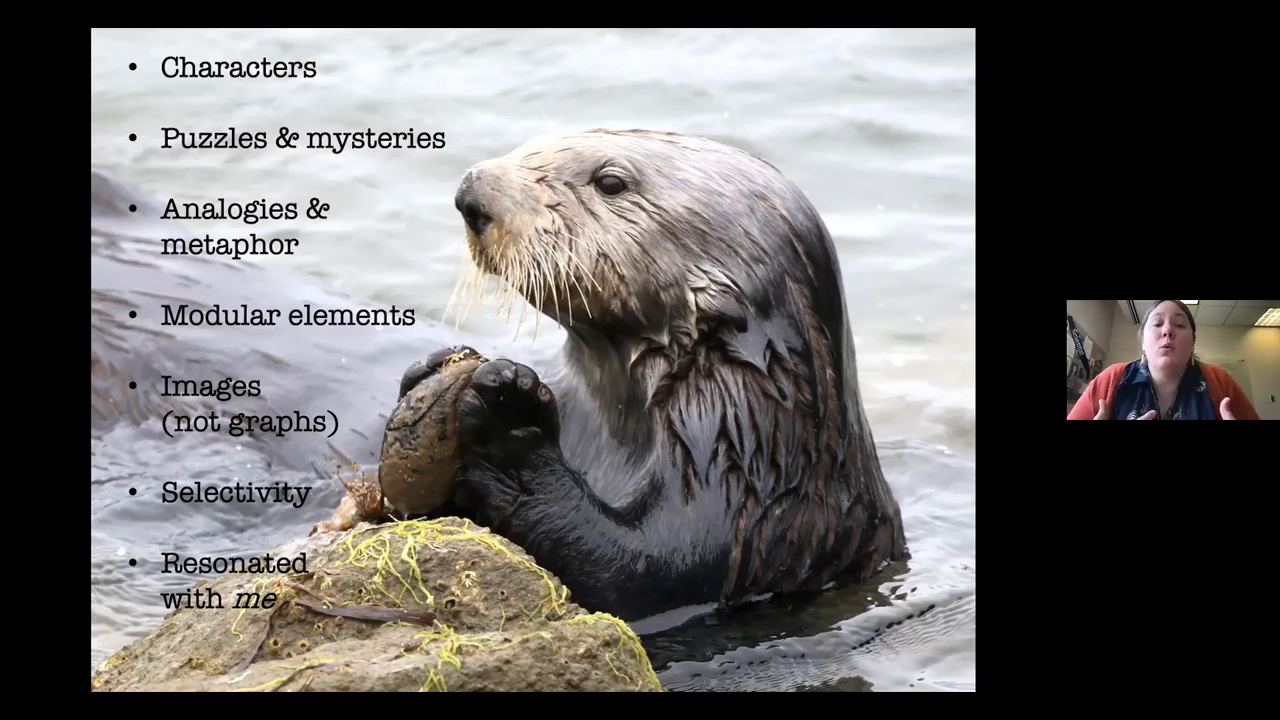 • Characters
• Puzzles & mysteries
• Analogies &
metaphor
• Modular elements
• Images
(not graphs)
• Selectivity
• Resonated
with me